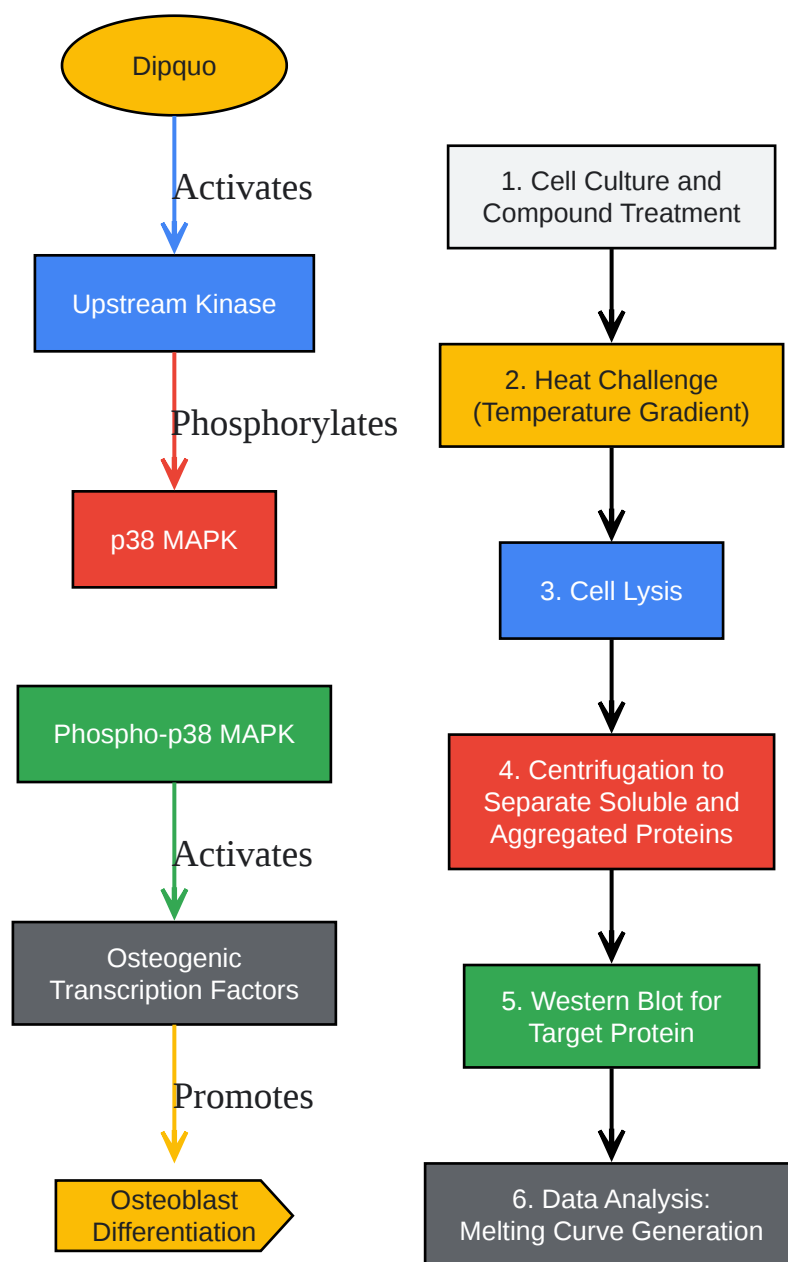 Dipquo
Activates
Upstream Kinase
Phosphorylates
p38 MAPK
Phospho-p38 MAPK
Activates
Osteogenic
Transcription Factors
Promotes
Osteoblast
Differentiation
1. Cell Culture and
Compound Treatment
2. Heat Challenge
(Temperature Gradient)
3. Cell Lysis
4. Centrifugation to
Separate Soluble and
Aggregated Proteins
5. Western Blot for
Target Protein
6. Data Analysis:
Melting Curve Generation